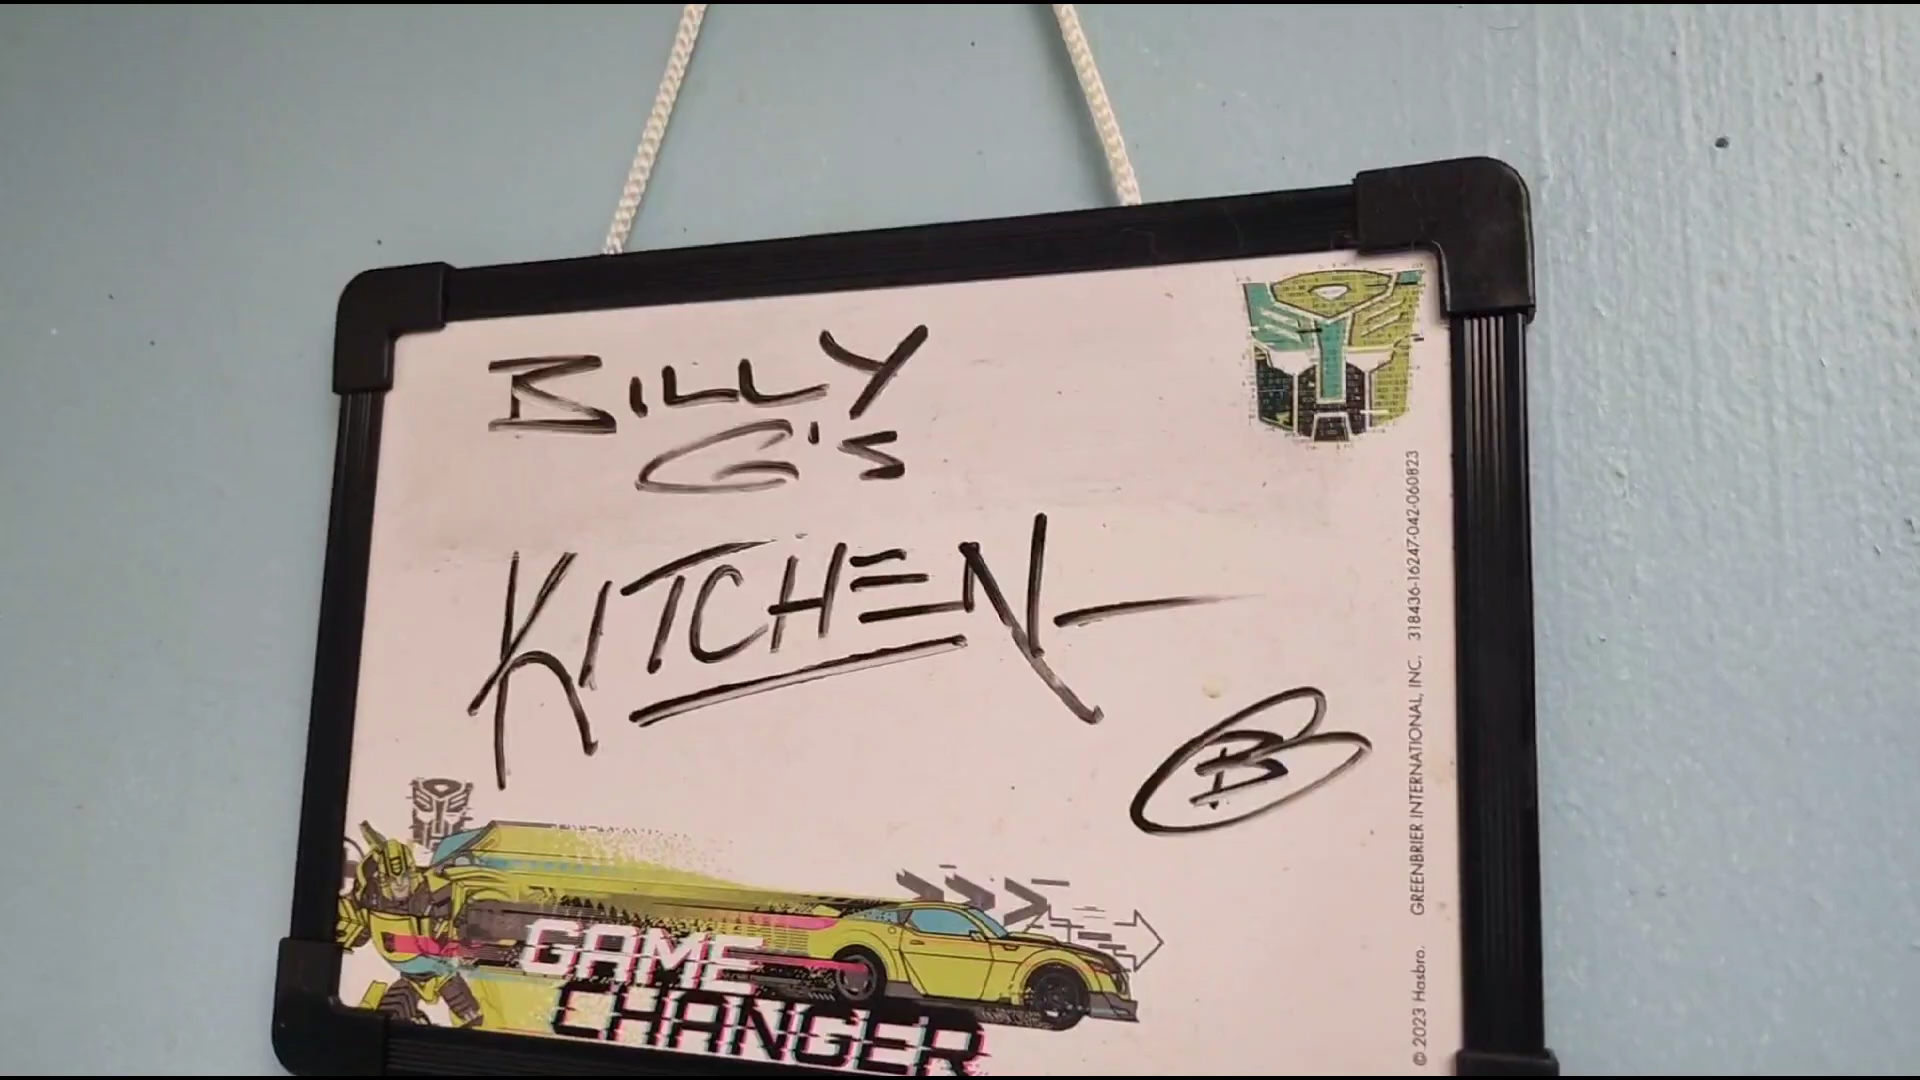 BILLY
G's
KITCHEN
B
GAME
CHANGER
© 2023 Hasbro. GREENBRIER INTERNATIONAL, INC. 318436-16247-042-060823